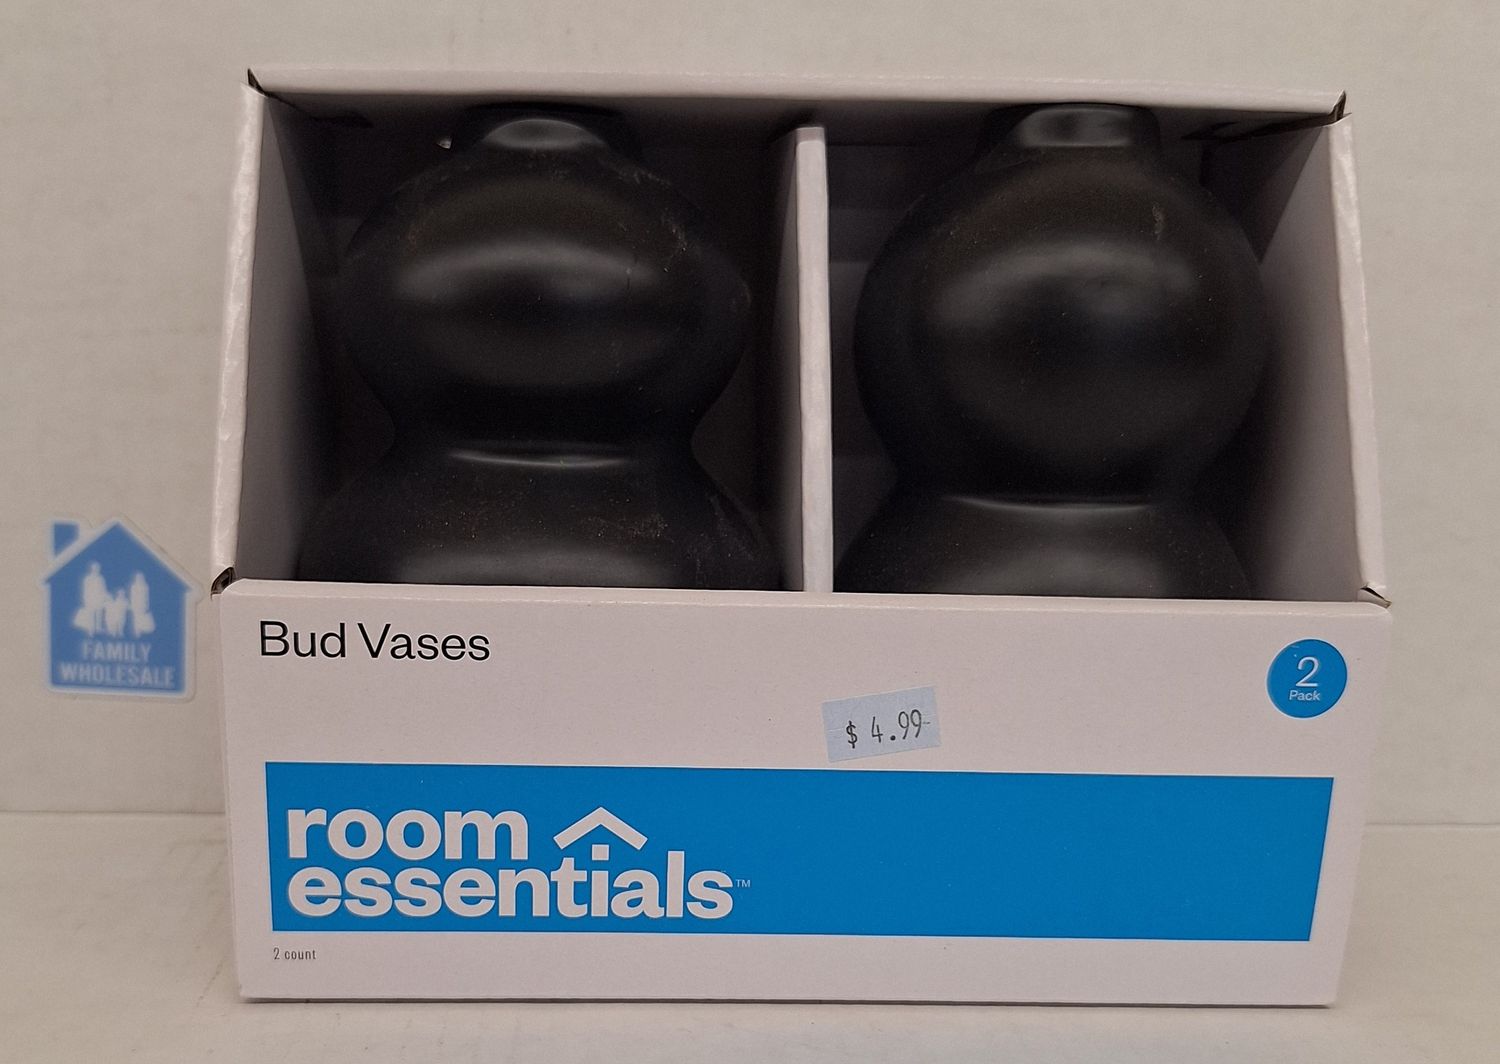 Bud Vases
2
Pack
$ 4.99
room
essentials™
2 count
FAMILY
WHOLESALE